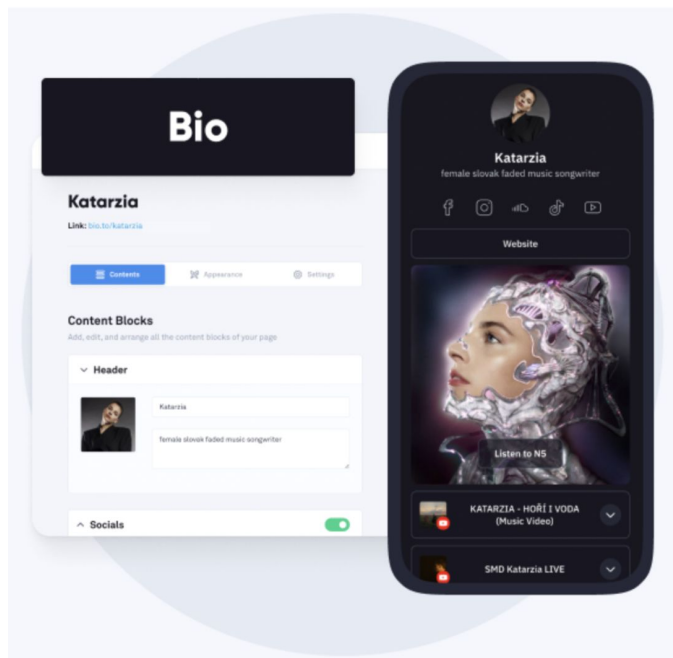 Bio
Katarzia
Link: bio.to/katarzia
Contents
Appearance
Settings
Content Blocks
Add, edit, and arrange all the content blocks of your page
Header
Katarzia
female slovak faded music songwriter
Socials
Katarzia
female slovak faded music songwriter
Website
Listen to N5
KATARZIA - HOŘÍ I VODA
(Music Video)
SMD Katarzia LIVE